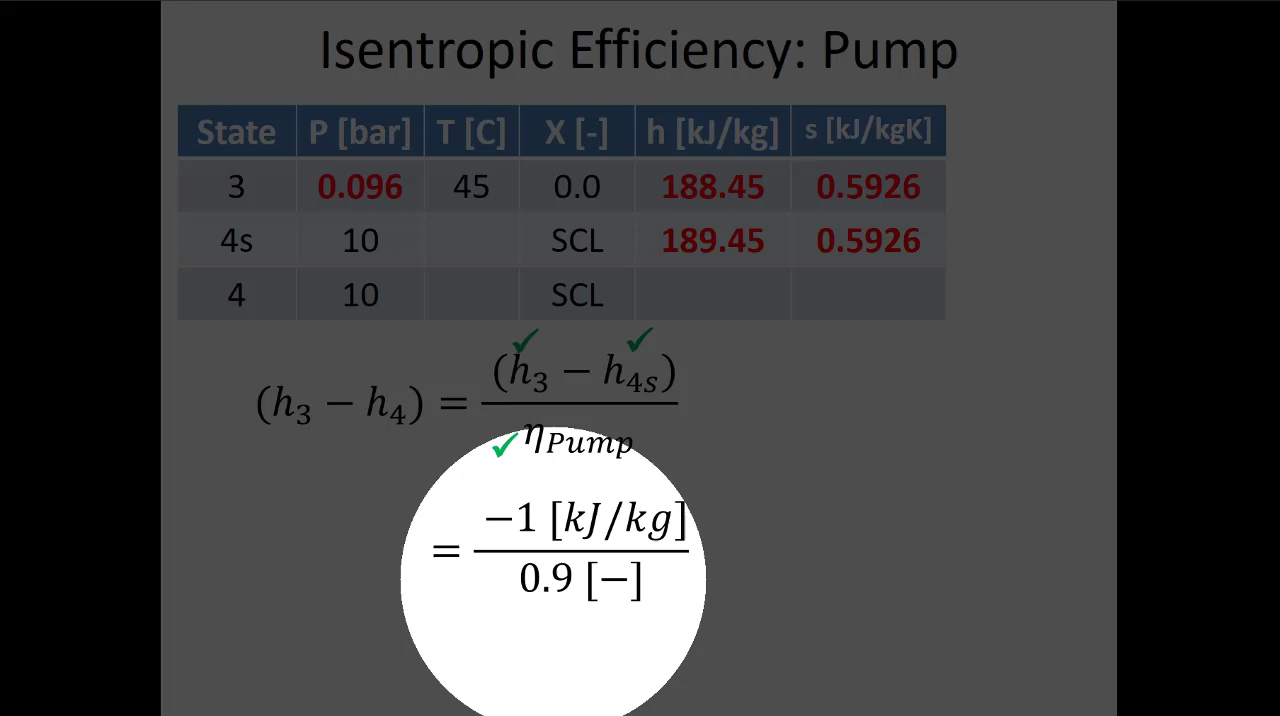 Isentropic Efficiency: Pump
State P [bar] T [C] X [-] h [kJ/kg] s [kJ/kgK]
3 0.096 45 0.0 188.45 0.5926
4s 10 SCL 189.45 0.5926
4 10 SCL
✓ ✓
(h₃ − h₄) = (h₃ − h₄ₛ) / η_Pump
✓
= −1 [kJ/kg] / 0.9 [−]